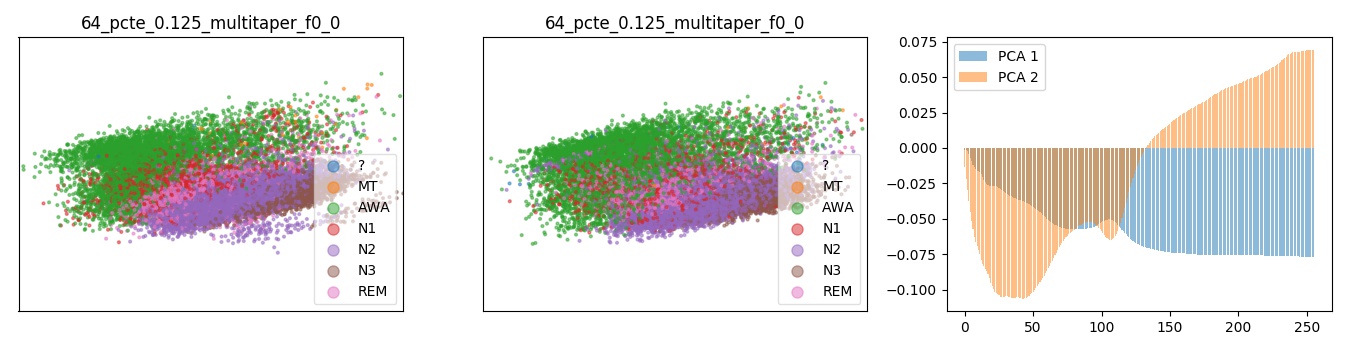 64_pcte_0.125_multitaper_f0_0
?
MT
AWA
N1
N2
N3
REM
64_pcte_0.125_multitaper_f0_0
?
MT
AWA
N1
N2
N3
REM
PCA 1
PCA 2
0.075
0.050
0.025
0.000
−0.025
−0.050
−0.075
−0.100
0
50
100
150
200
250